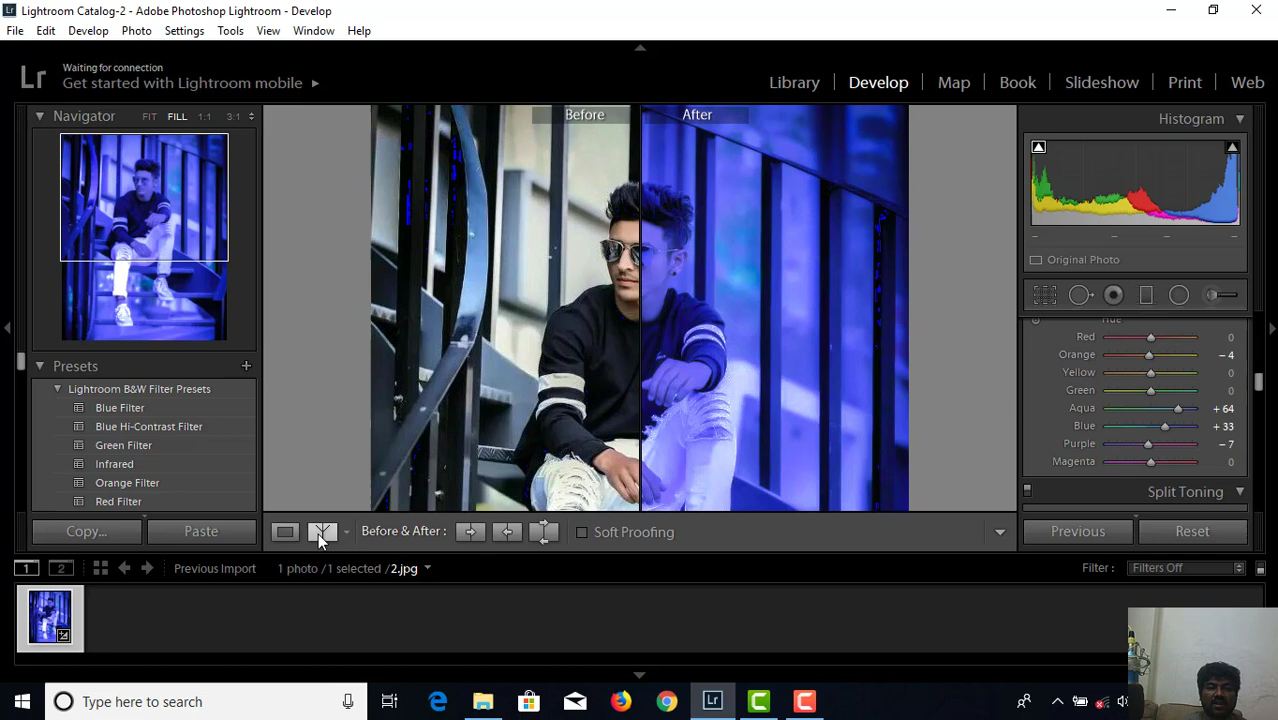 Lightroom Catalog-2 - Adobe Photoshop Lightroom - Develop
File Edit Develop Photo Settings Tools View Window Help
Waiting for connection
Lr Get started with Lightroom mobile
Library Develop Map Book Slideshow Print Web
Navigator FIT FILL 1:1 3:1
Before After
Histogram
Original Photo
Hue
Red 0
Orange – 4
Yellow 0
Green 0
Aqua + 64
Blue + 33
Purple – 7
Magenta 0
Split Toning
Presets
Lightroom B&W Filter Presets
Blue Filter
Blue Hi-Contrast Filter
Green Filter
Infrared
Orange Filter
Red Filter
Copy... Paste Before & After : Soft Proofing Previous Reset
1 2 Previous Import 1 photo / 1 selected / 2.jpg Filter : Filters Off
Type here to search